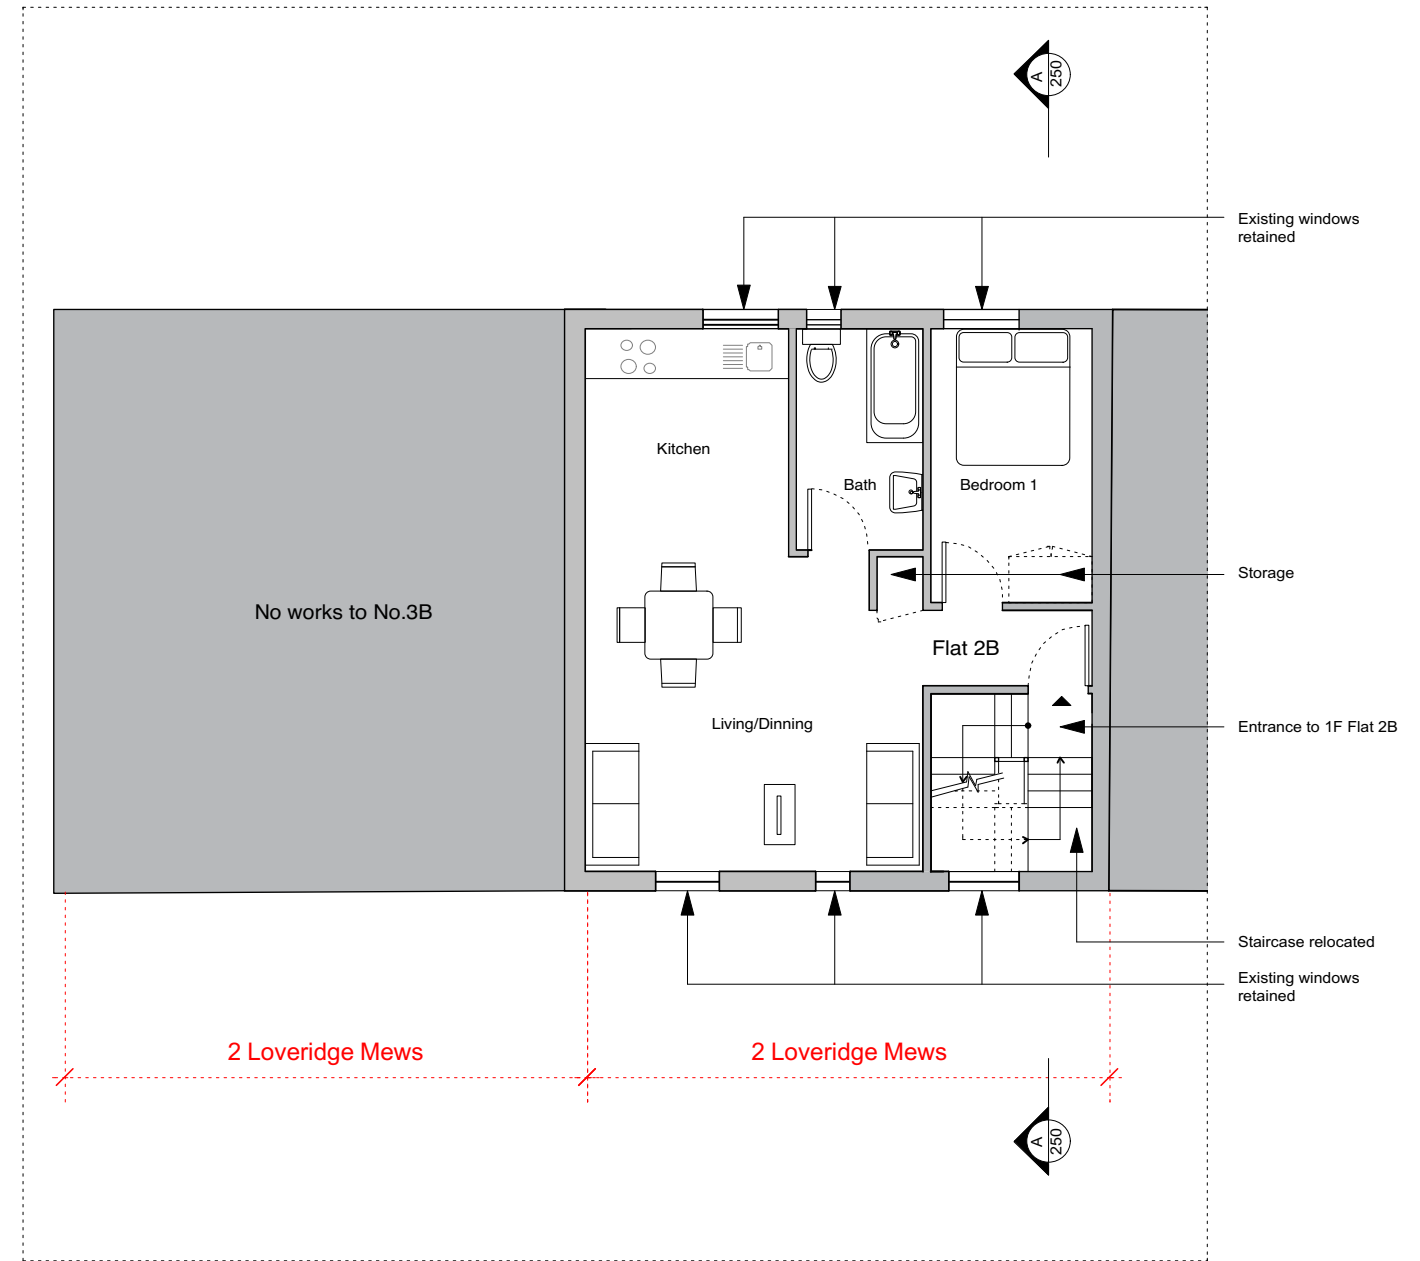 A
250
Existing windows
retained
Kitchen
Bath
Bedroom 1
Storage
No works to No.3B
Flat 2B
Living/Dinning
Entrance to 1F Flat 2B
Staircase relocated
Existing windows
retained
2 Loveridge Mews
2 Loveridge Mews
A
250